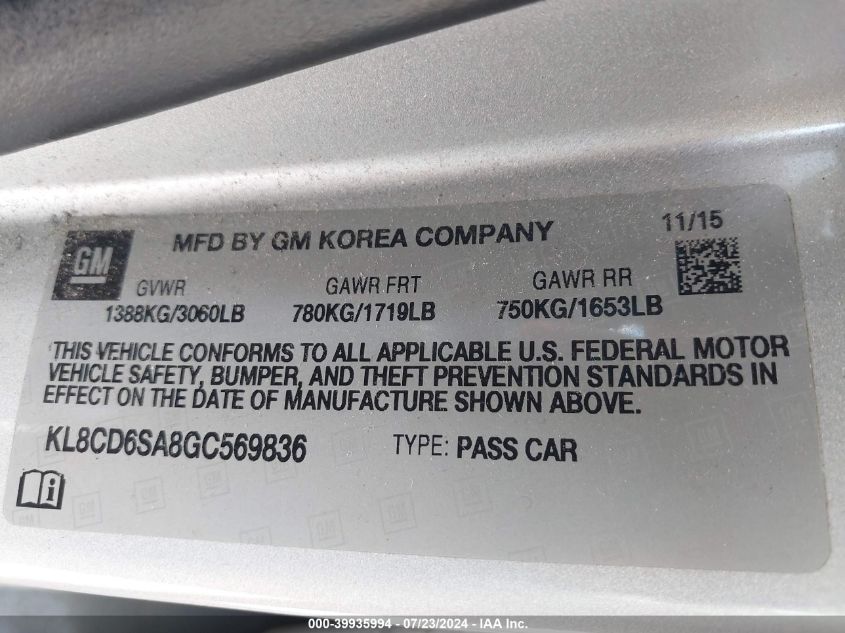 GM MFD BY GM KOREA COMPANY 11/15
GVWR GAWR FRT GAWR RR
1388KG/3060LB 780KG/1719LB 750KG/1653LB
THIS VEHICLE CONFORMS TO ALL APPLICABLE U.S. FEDERAL MOTOR
VEHICLE SAFETY, BUMPER, AND THEFT PREVENTION STANDARDS IN
EFFECT ON THE DATE OF MANUFACTURE SHOWN ABOVE.
KL8CD6SA8GC569836 TYPE: PASS CAR
000-39935994 / 07/23/2024 - IAA Inc.